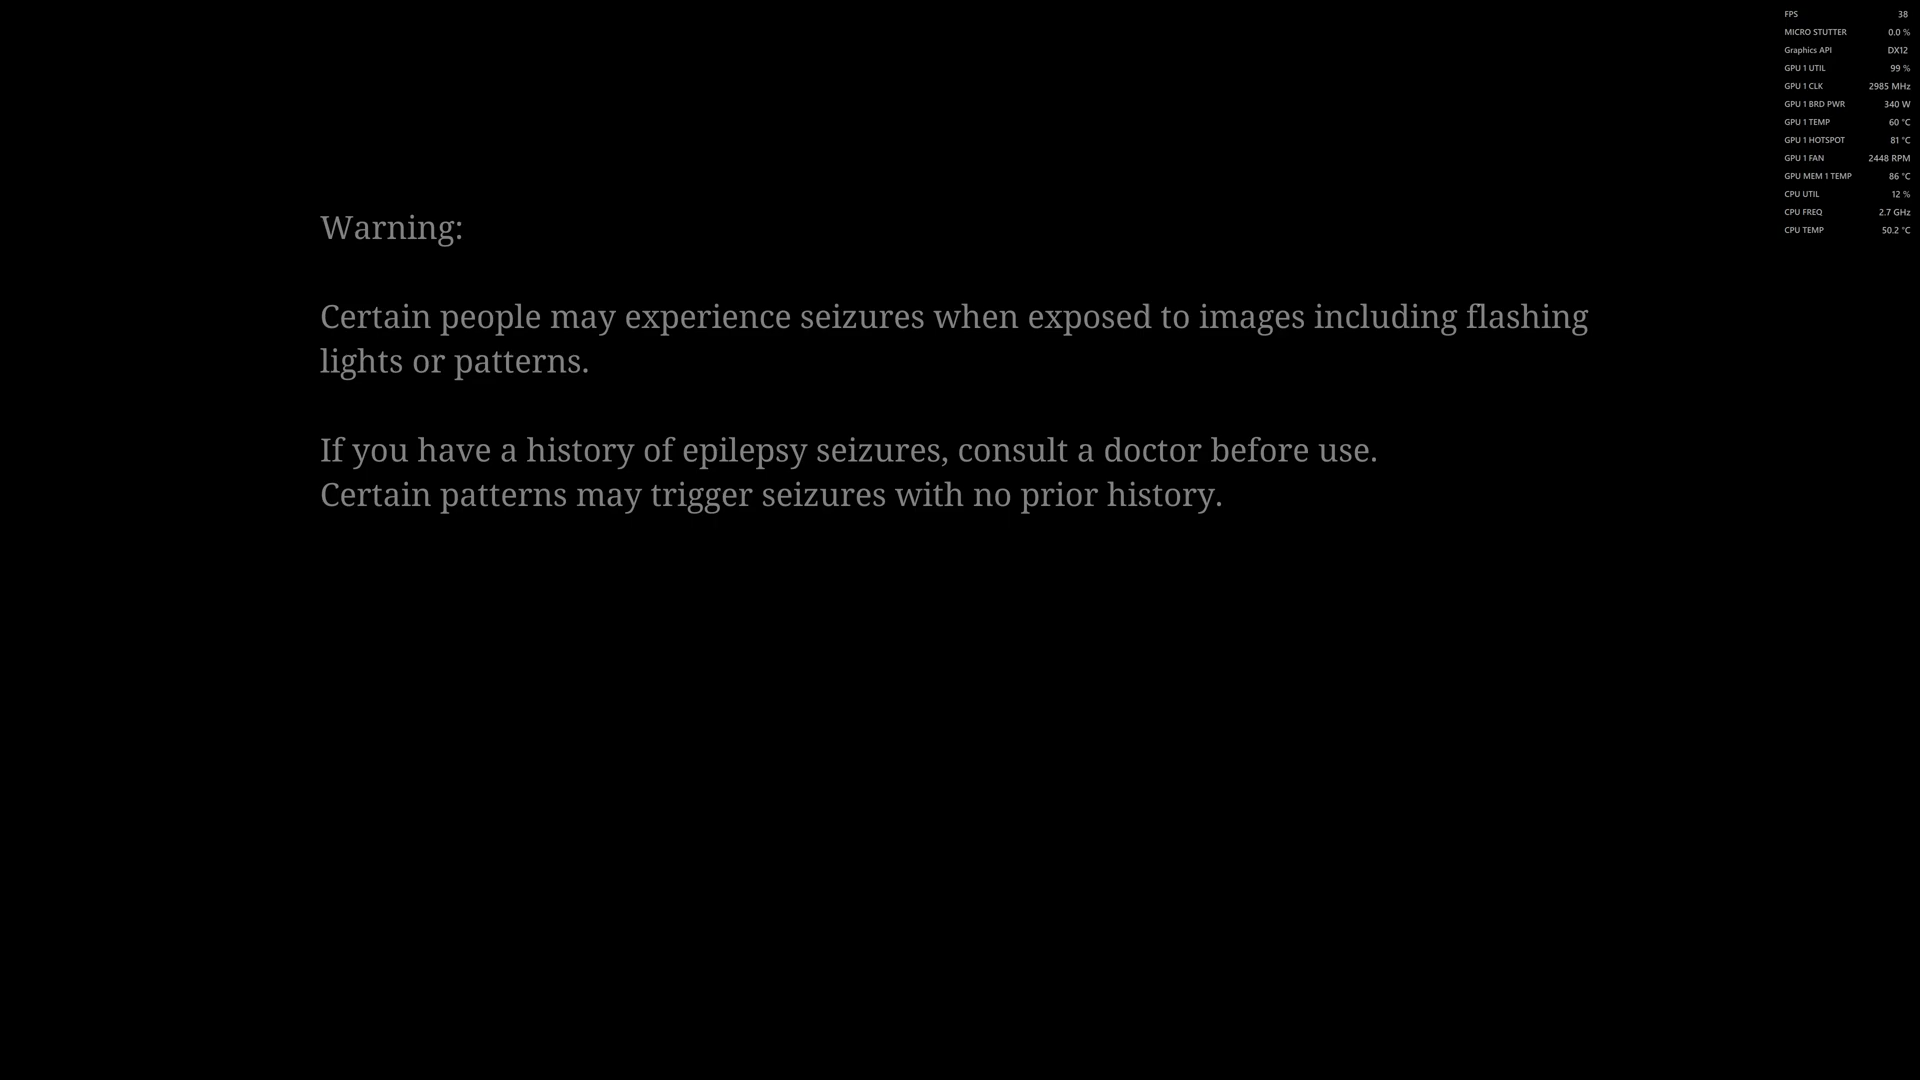 FPS 38
MICRO STUTTER 0.0 %
Graphics API DX12
GPU 1 UTIL 99 %
GPU 1 CLK 2985 MHz
GPU 1 BRD PWR 340 W
GPU 1 TEMP 60 °C
GPU 1 HOTSPOT 81 °C
GPU 1 FAN 2448 RPM
GPU MEM 1 TEMP 86 °C
CPU UTIL 12 %
CPU FREQ 2.7 GHz
CPU TEMP 50.2 °C
Warning:
Certain people may experience seizures when exposed to images including flashing
lights or patterns.
If you have a history of epilepsy seizures, consult a doctor before use.
Certain patterns may trigger seizures with no prior history.